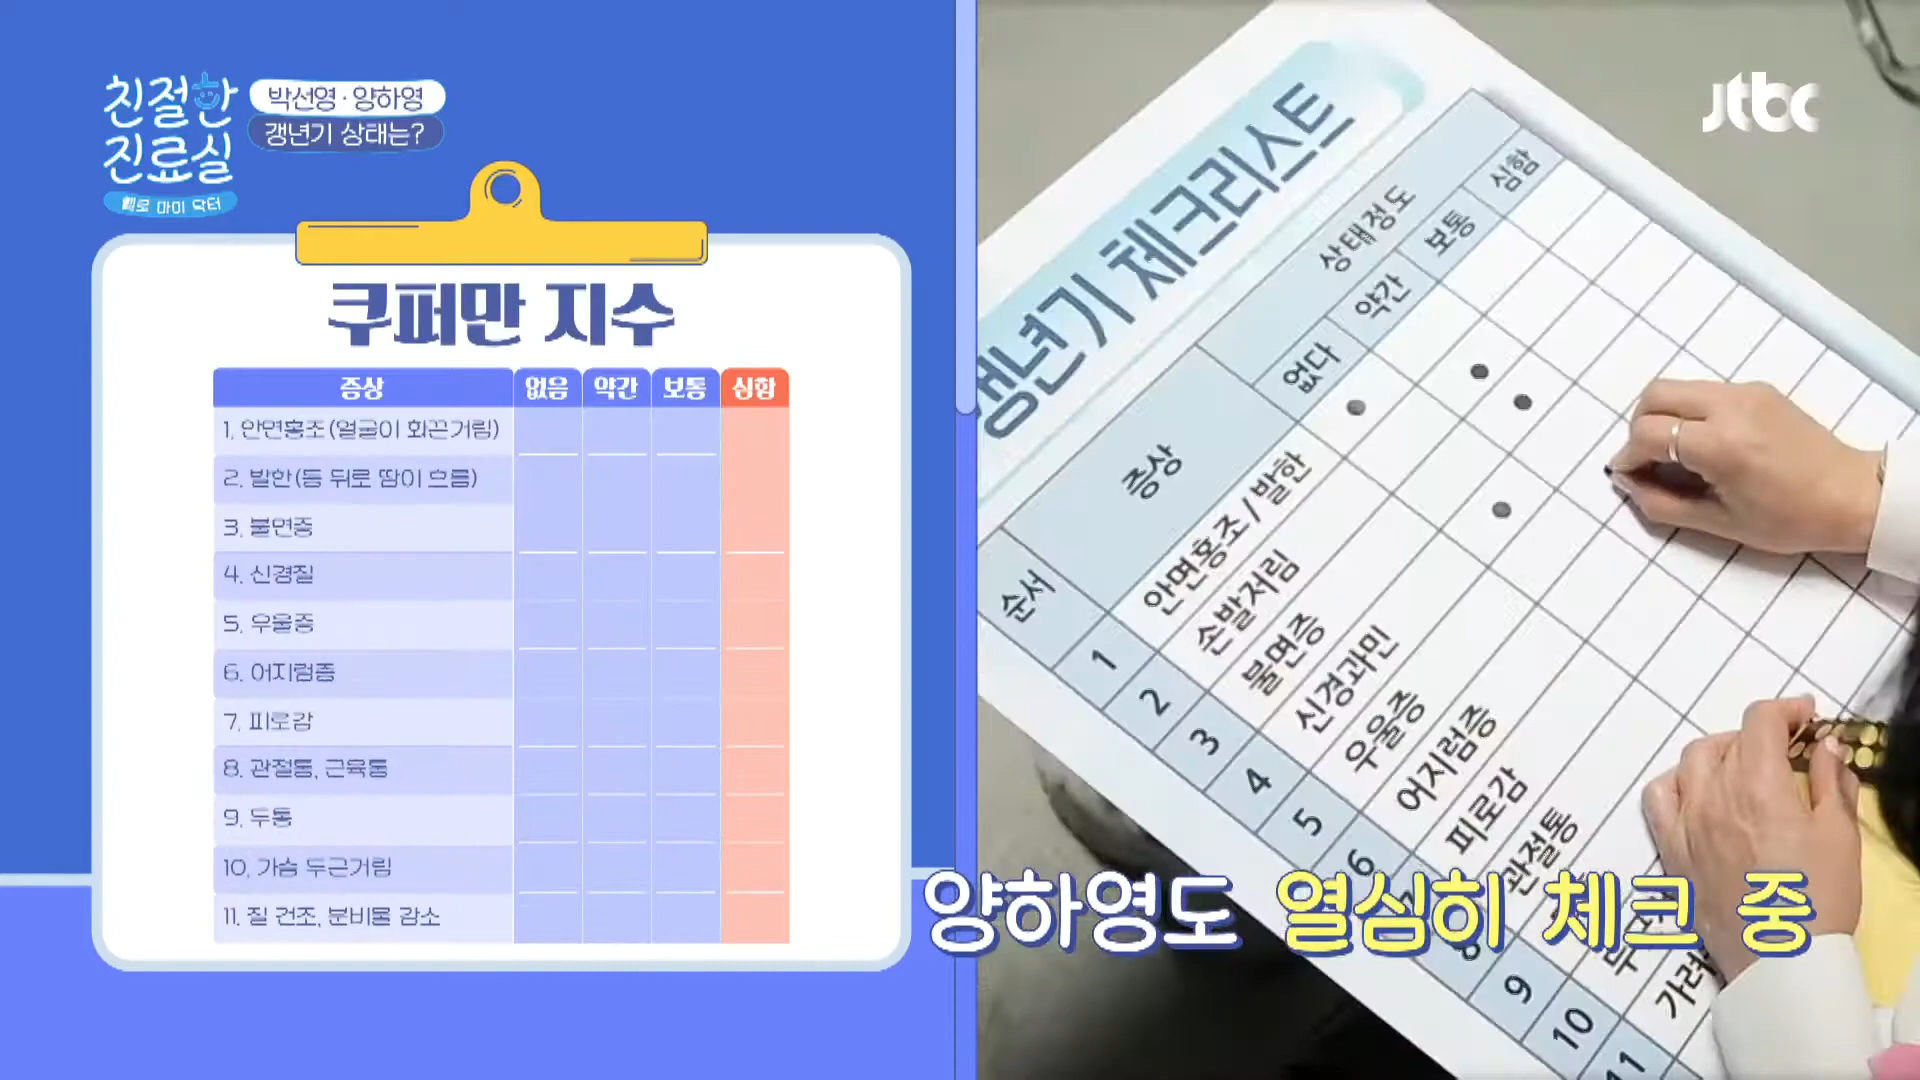 친절한
진료실
헬로 마이 닥터
박선영·양하영
갱년기 상태는?
jtbc
쿠퍼만 지수
증상 없음 약간 보통 심함
1. 안면홍조(얼굴이 화끈거림)
2. 발한(등 뒤로 땀이 흐름)
3. 불면증
4. 신경질
5. 우울증
6. 어지럼증
7. 피로감
8. 관절통, 근육통
9. 두통
10. 가슴 두근거림
11. 질 건조, 분비물 감소
갱년기 체크리스트
순서 증상 상태정도
없다 약간 보통 심함
1 안면홍조 / 발한
2 손발저림
3 불면증
4 신경과민
5 우울증
6 어지럼증
피로감
8 관절통
9
10 가려
11
양하영도 열심히 체크 중